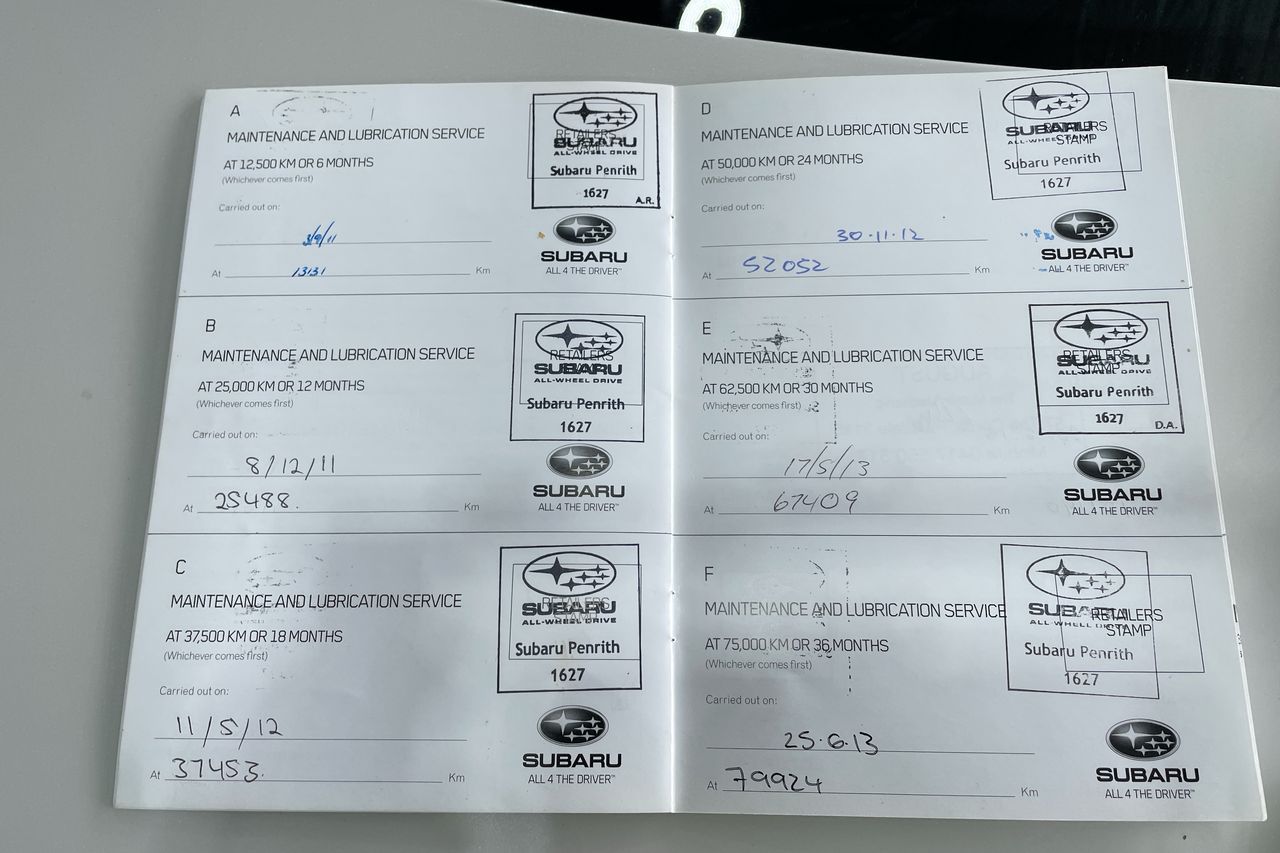 A
MAINTENANCE AND LUBRICATION SERVICE
AT 12,500 KM OR 6 MONTHS
(Whichever comes first)
Carried out on:
3/9/11
At 13131 Km
RETAILERS
STAMP
SUBARU
ALL-WHEEL DRIVE
Subaru Penrith
1627
A.R.
SUBARU
ALL 4 THE DRIVER™
B
MAINTENANCE AND LUBRICATION SERVICE
AT 25,000 KM OR 12 MONTHS
(Whichever comes first)
Carried out on:
8/12/11
At 25488. Km
RETAILERS
SUBARU
ALL-WHEEL DRIVE
Subaru Penrith
1627
SUBARU
ALL 4 THE DRIVER™
C
MAINTENANCE AND LUBRICATION SERVICE
AT 37,500 KM OR 18 MONTHS
(Whichever comes first)
Carried out on:
11/5/12
At 37453. Km
RETAILERS
STAMP
SUBARU
ALL-WHEEL DRIVE
Subaru Penrith
1627
SUBARU
ALL 4 THE DRIVER™
D
MAINTENANCE AND LUBRICATION SERVICE
AT 50,000 KM OR 24 MONTHS
(Whichever comes first)
Carried out on:
30·11·12
At 52052 Km
RETAILERS
STAMP
SUBARU
ALL-WHEEL
Subaru Penrith
1627
SUBARU
ALL 4 THE DRIVER™
E
MAINTENANCE AND LUBRICATION SERVICE
AT 62,500 KM OR 30 MONTHS
(Whichever comes first)
Carried out on:
17/5/13
At 67409 Km
RETAILERS
STAMP
SUBARU
ALL-WHEEL DRIVE
Subaru Penrith
1627
D.A.
SUBARU
ALL 4 THE DRIVER™
F
MAINTENANCE AND LUBRICATION SERVICE
AT 75,000 KM OR 36 MONTHS
(Whichever comes first)
Carried out on:
25·6·13
At 79924 Km
RETAILERS
STAMP
SUBARU
ALL-WHEEL DRIVE
Subaru Penrith
1627
SUBARU
ALL 4 THE DRIVER™